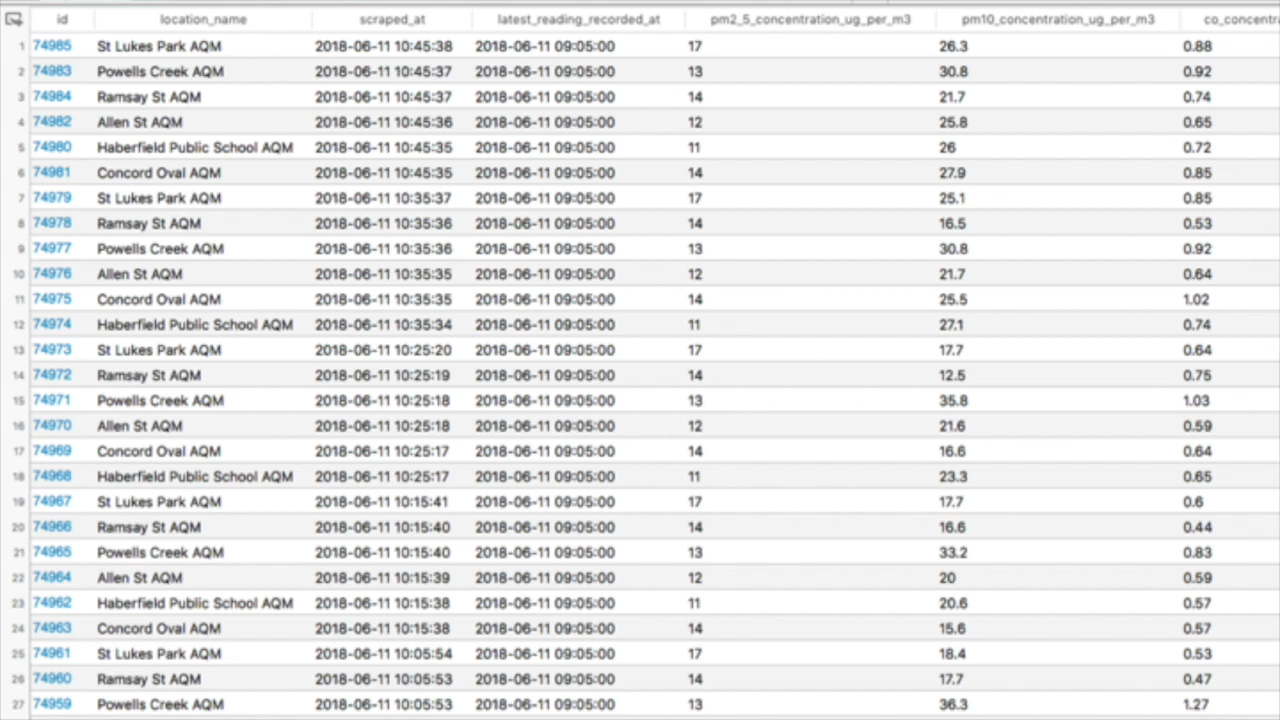 id location_name scraped_at latest_reading_recorded_at pm2_5_concentration_ug_per_m3 pm10_concentration_ug_per_m3
1 74985 St Lukes Park AQM 2018-06-11 10:45:38 2018-06-11 09:05:00 17 26.3 0.88
2 74983 Powells Creek AQM 2018-06-11 10:45:37 2018-06-11 09:05:00 13 30.8 0.92
3 74984 Ramsay St AQM 2018-06-11 10:45:37 2018-06-11 09:05:00 14 21.7 0.74
4 74982 Allen St AQM 2018-06-11 10:45:36 2018-06-11 09:05:00 12 25.8 0.65
5 74980 Haberfield Public School AQM 2018-06-11 10:45:35 2018-06-11 09:05:00 11 26 0.72
6 74981 Concord Oval AQM 2018-06-11 10:45:35 2018-06-11 09:05:00 14 27.9 0.85
7 74979 St Lukes Park AQM 2018-06-11 10:35:37 2018-06-11 09:05:00 17 25.1 0.85
8 74978 Ramsay St AQM 2018-06-11 10:35:36 2018-06-11 09:05:00 14 16.5 0.53
9 74977 Powells Creek AQM 2018-06-11 10:35:36 2018-06-11 09:05:00 13 30.8 0.92
10 74976 Allen St AQM 2018-06-11 10:35:35 2018-06-11 09:05:00 12 21.7 0.64
11 74975 Concord Oval AQM 2018-06-11 10:35:35 2018-06-11 09:05:00 14 25.5 1.02
12 74974 Haberfield Public School AQM 2018-06-11 10:35:34 2018-06-11 09:05:00 11 27.1 0.74
13 74973 St Lukes Park AQM 2018-06-11 10:25:20 2018-06-11 09:05:00 17 17.7 0.64
14 74972 Ramsay St AQM 2018-06-11 10:25:19 2018-06-11 09:05:00 14 12.5 0.75
15 74971 Powells Creek AQM 2018-06-11 10:25:18 2018-06-11 09:05:00 13 35.8 1.03
16 74970 Allen St AQM 2018-06-11 10:25:18 2018-06-11 09:05:00 12 21.6 0.59
17 74969 Concord Oval AQM 2018-06-11 10:25:17 2018-06-11 09:05:00 14 16.6 0.64
18 74968 Haberfield Public School AQM 2018-06-11 10:25:17 2018-06-11 09:05:00 11 23.3 0.65
19 74967 St Lukes Park AQM 2018-06-11 10:15:41 2018-06-11 09:05:00 17 17.7 0.6
20 74966 Ramsay St AQM 2018-06-11 10:15:40 2018-06-11 09:05:00 14 16.6 0.44
21 74965 Powells Creek AQM 2018-06-11 10:15:40 2018-06-11 09:05:00 13 33.2 0.83
22 74964 Allen St AQM 2018-06-11 10:15:39 2018-06-11 09:05:00 12 20 0.59
23 74962 Haberfield Public School AQM 2018-06-11 10:15:38 2018-06-11 09:05:00 11 20.6 0.57
24 74963 Concord Oval AQM 2018-06-11 10:15:38 2018-06-11 09:05:00 14 15.6 0.57
25 74961 St Lukes Park AQM 2018-06-11 10:05:54 2018-06-11 09:05:00 17 18.4 0.53
26 74960 Ramsay St AQM 2018-06-11 10:05:53 2018-06-11 09:05:00 14 17.7 0.47
27 74959 Powells Creek AQM 2018-06-11 10:05:53 2018-06-11 09:05:00 13 36.3 1.27